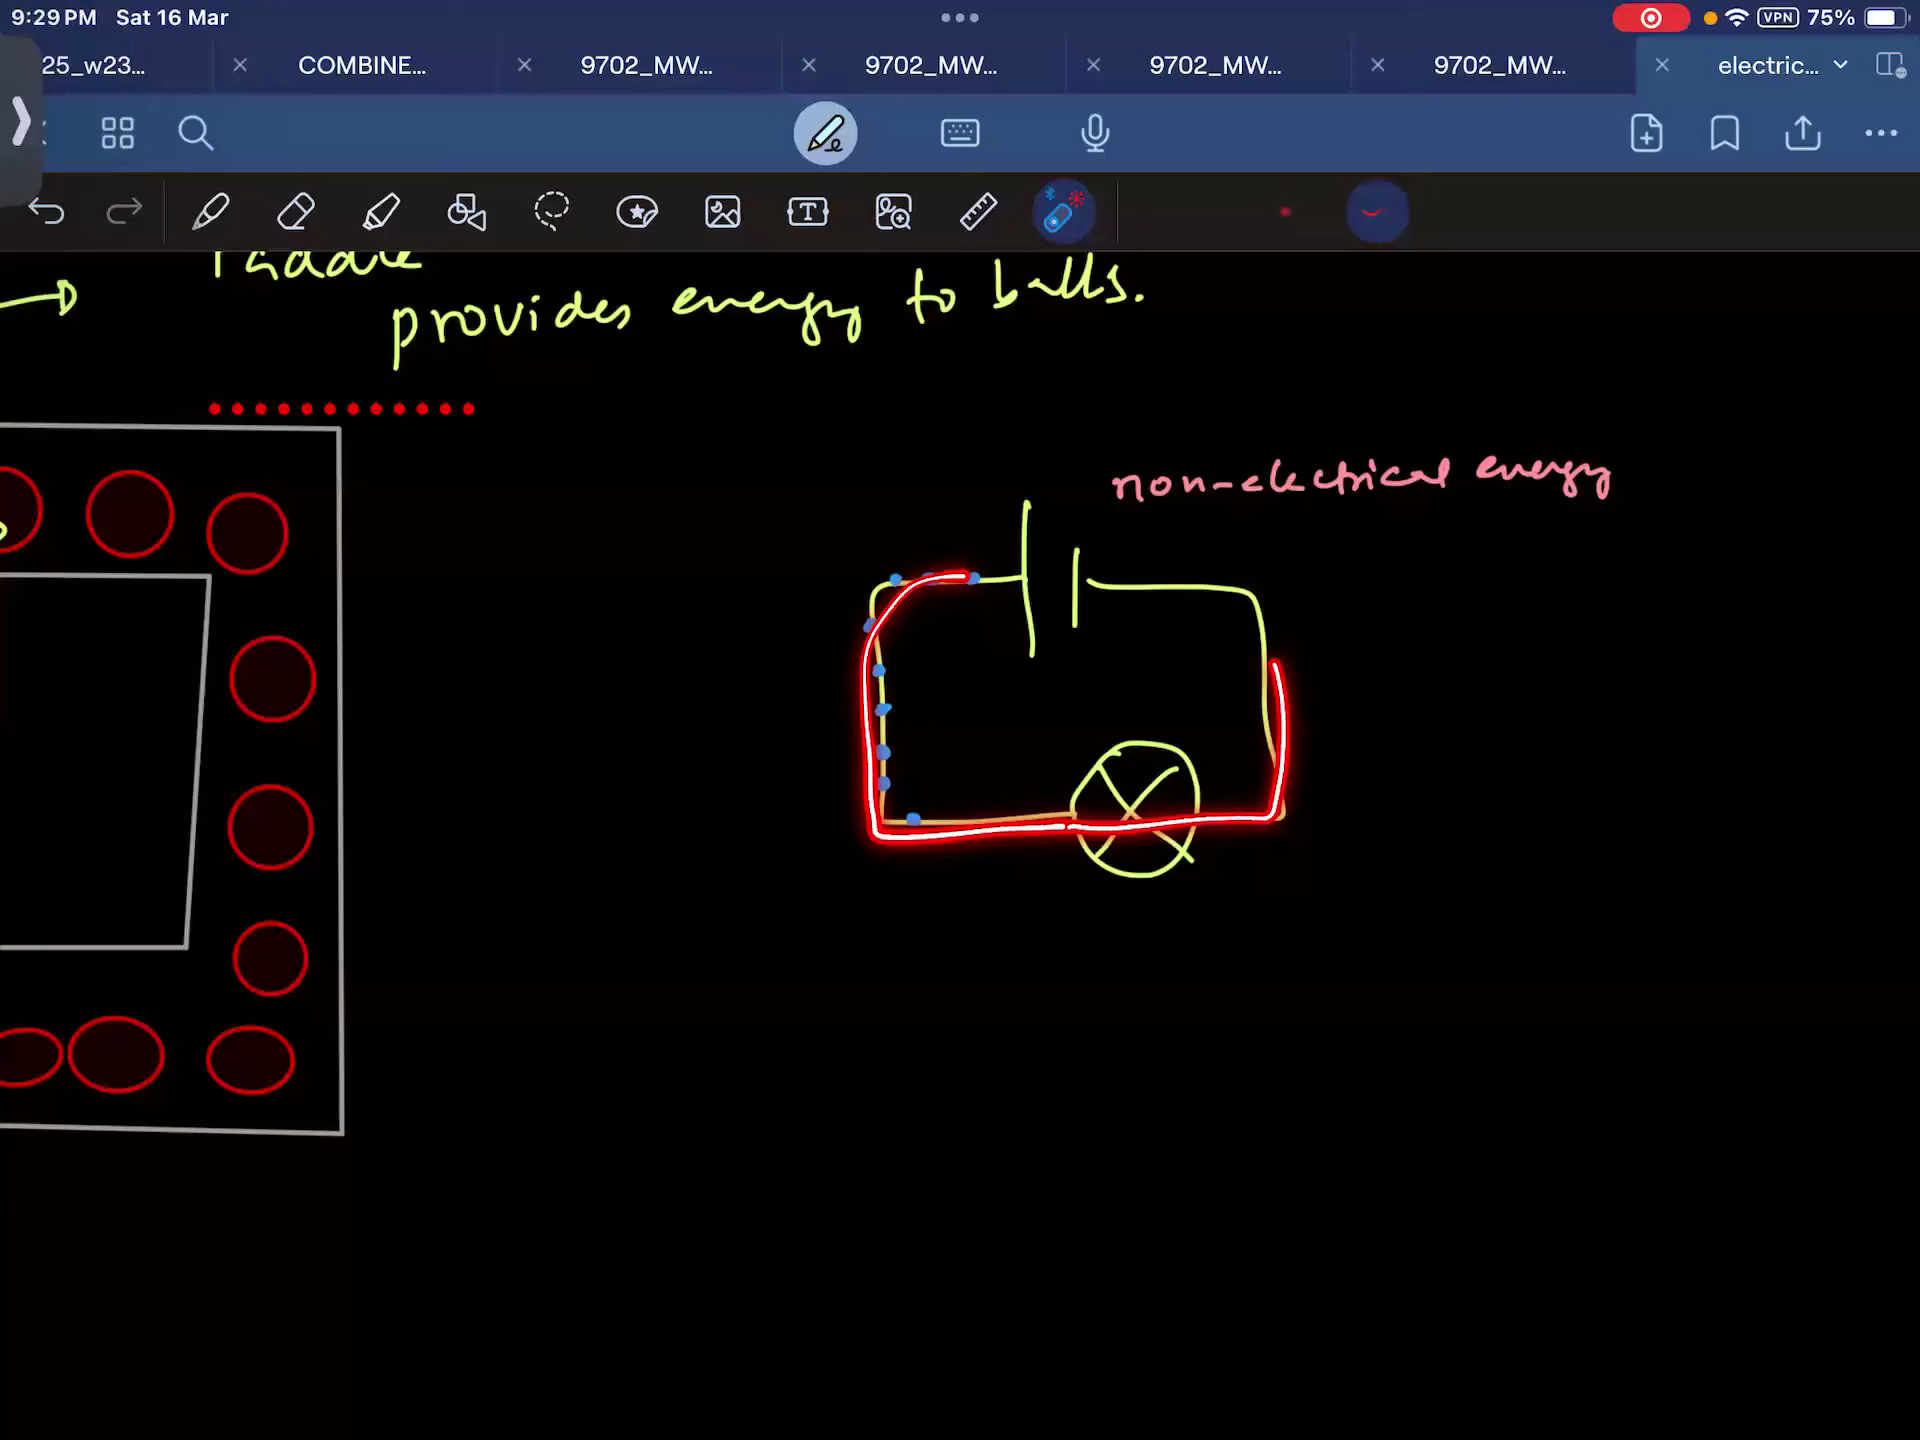 9:29 PM Sat 16 Mar
VPN 75%
25_w23...
COMBINE...
9702_MW...
9702_MW...
9702_MW...
9702_MW...
electric...
provides energy to balls.
non-electrical energy